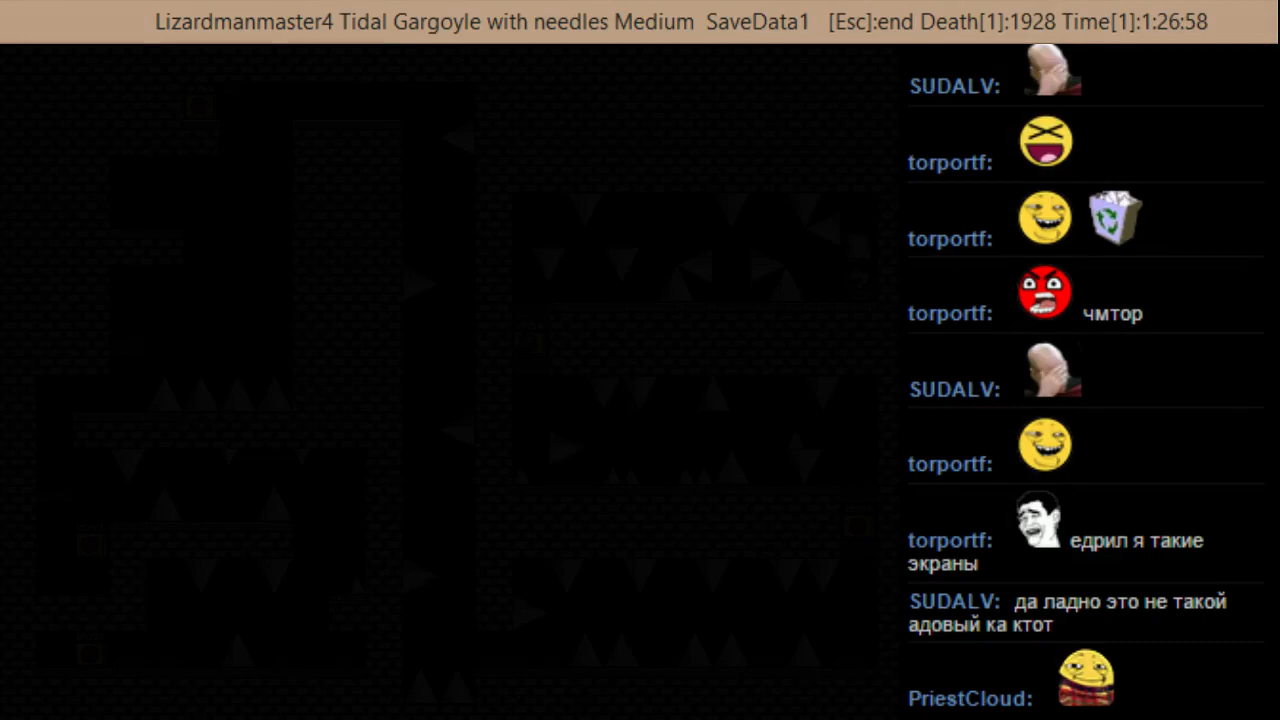 Lizardmanmaster4 Tidal Gargoyle with needles Medium  SaveData1   [Esc]:end Death[1]:1928 Time[1]:1:26:58
SUDALV:
torportf:
torportf:
torportf: чмтор
SUDALV:
torportf:
torportf: едрил я такие
экраны
SUDALV: да ладно это не такой
адовый ка ктот
PriestCloud: